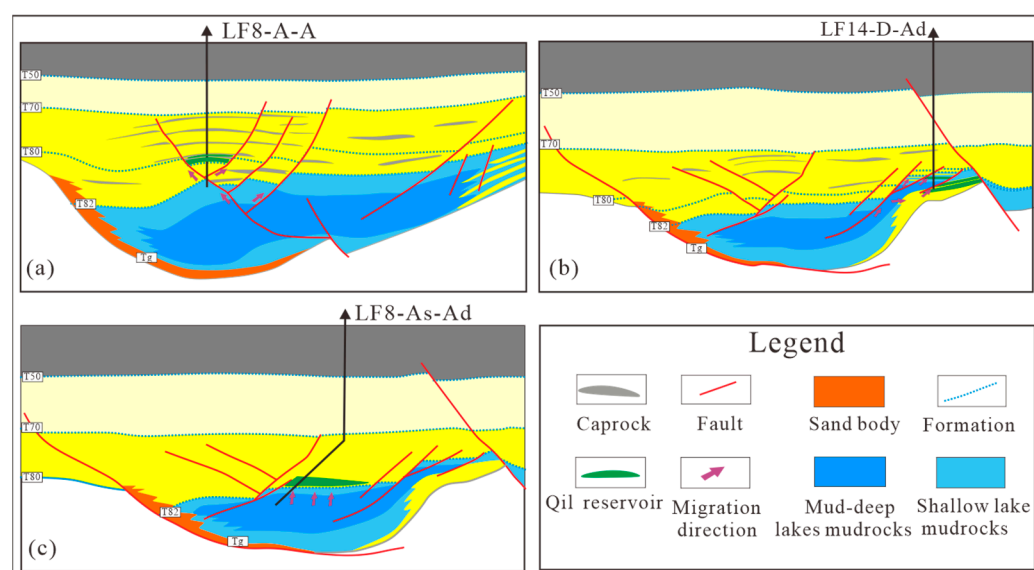 LF8-A-A
T50
T70
T80
T82
Tg
(a)
LF14-D-Ad
T50
T70
T80
T82
Tg
(b)
LF8-As-Ad
T50
T70
T80
T82
Tg
(c)
Legend
Caprock
Fault
Sand body
Formation
Qil reservoir
Migration
direction
Mud-deep
lakes mudrocks
Shallow lake
mudrocks